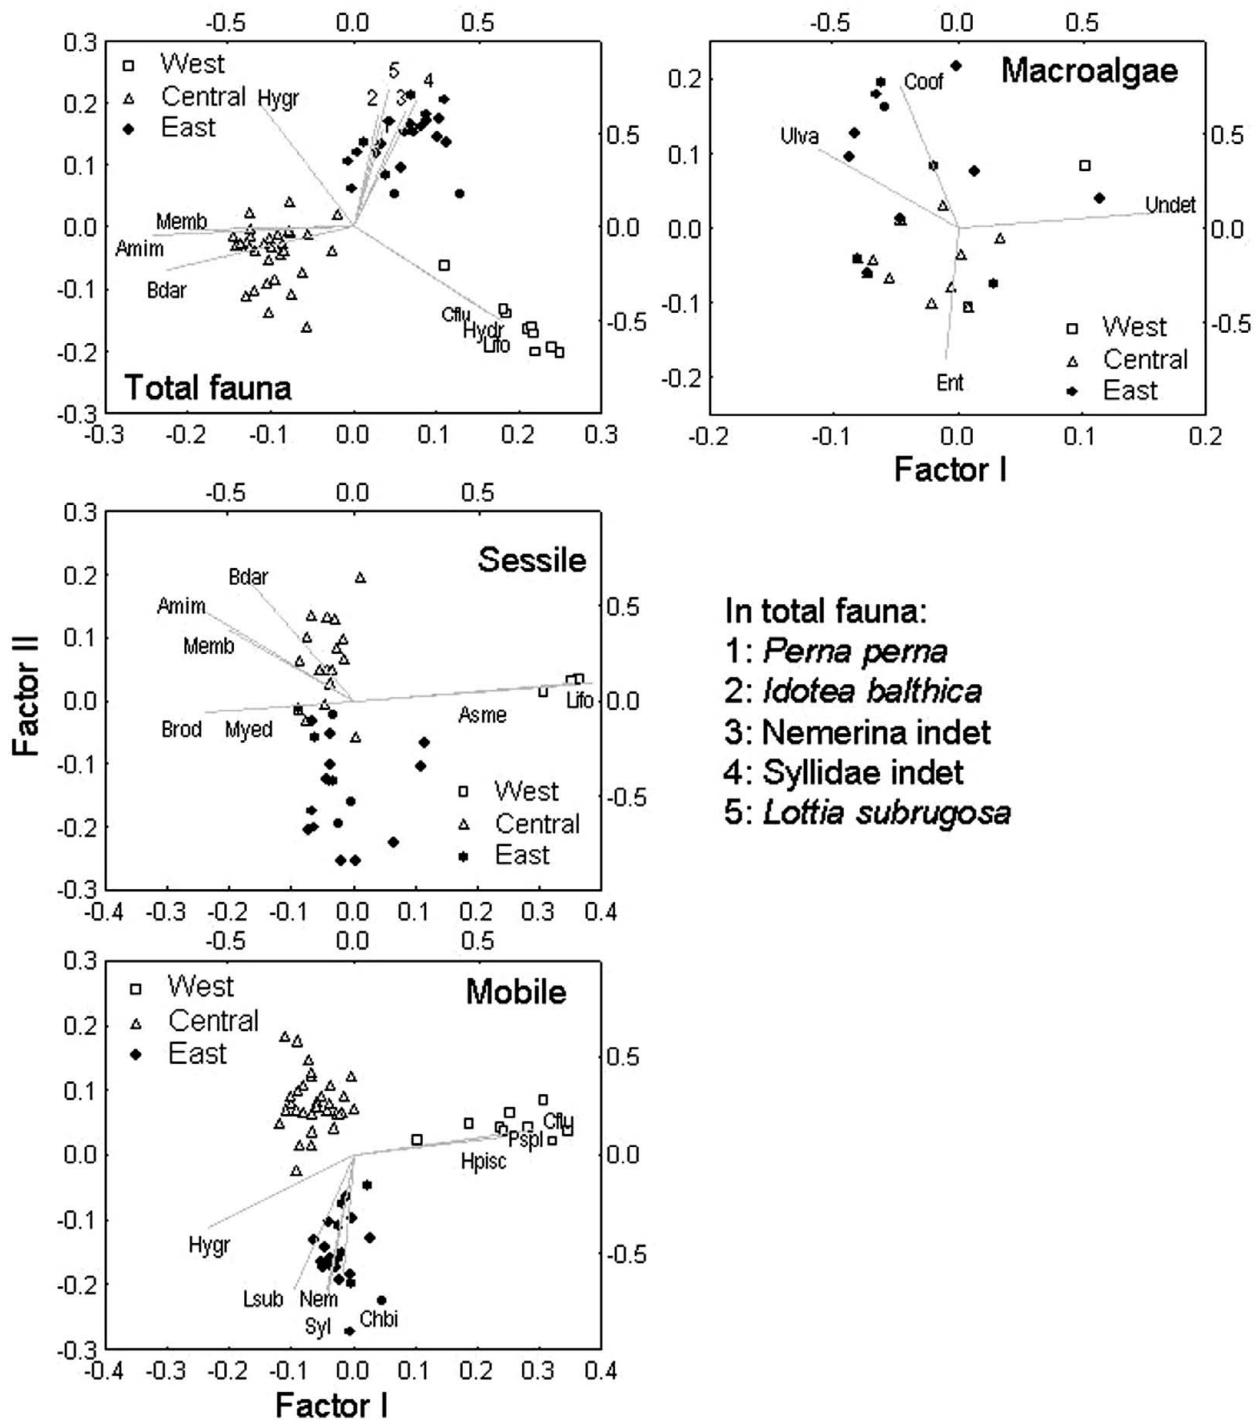 -0.5 0.0 0.5
0.3
0.2
0.1
0.0
-0.1
-0.2
-0.3
West
Central
East
Hygr
5
4
2
3
Memb
Amim
Bdar
Cflu
Hydr
Lifo
Total fauna
0.5
0.0
-0.5
-0.3 -0.2 -0.1 0.0 0.1 0.2 0.3
-0.5 0.0 0.5
0.2
0.1
0.0
-0.1
-0.2
Macroalgae
Coof
Ulva
Undet
Ent
West
Central
East
0.5
0.0
-0.5
-0.2 -0.1 0.0 0.1 0.2
Factor I
-0.5 0.0 0.5
0.3
0.2
0.1
0.0
-0.1
-0.2
-0.3
Factor II
Sessile
Bdar
Amim
Memb
Brod Myed
Asme
Lifo
West
Central
East
0.5
0.0
-0.5
-0.4 -0.3 -0.2 -0.1 0.0 0.1 0.2 0.3 0.4
In total fauna:
1: Perna perna
2: Idotea balthica
3: Nemerina indet
4: Syllidae indet
5: Lottia subrugosa
-0.5 0.0 0.5
0.3
0.2
0.1
0.0
-0.1
-0.2
-0.3
West
Central
East
Mobile
Cflu
Pspl
Hpisc
Hygr
Lsub Nem
Syl
Chbi
0.5
0.0
-0.5
-0.4 -0.3 -0.2 -0.1 0.0 0.1 0.2 0.3 0.4
Factor I